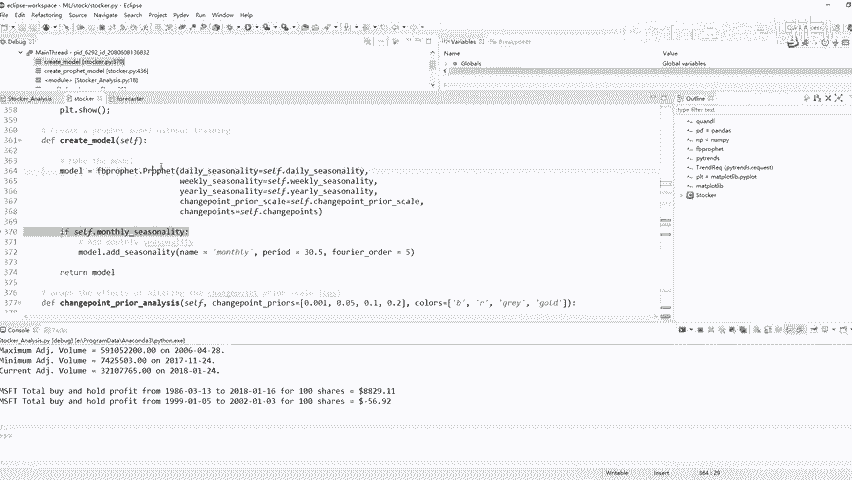 eclipse-workspace - ML/stock/stocker.py - Eclipse
File Edit Refactoring Source Navigate Search Project Pydev Run Window Help
Debug
Variables
MainThread - pid_6292_id_2080608136832
create_model [stocker.py:370]
create_prophet_model [stocker.py:436]
<module> [Stocker_Analysis.py:18]
Name Value
Globals Global variables
Stocker_Analysis stocker forecaster
Outline
358 plt.show();
359
360 # Create a prophet model without training
361 def create_model(self):
362
363 # Make the model
364 model = fbprophet.Prophet(daily_seasonality=self.daily_seasonality,
365 weekly_seasonality=self.weekly_seasonality,
366 yearly_seasonality=self.yearly_seasonality,
367 changepoint_prior_scale=self.changepoint_prior_scale,
368 changepoints=self.changepoints)
369
370 if self.monthly_seasonality:
371 # Add monthly seasonality
372 model.add_seasonality(name = 'monthly', period = 30.5, fourier_order = 5)
373
374 return model
375
376 # Graph the effects of altering the changepoint prior scale (cps)
377 def changepoint_prior_analysis(self, changepoint_priors=[0.001, 0.05, 0.1, 0.2], colors=['b', 'r', 'grey', 'gold']):
type filter text
quandl
pd = pandas
np = numpy
fbprophet
pytrends
TrendReq (pytrends.request)
plt = matplotlib.pyplot
matplotlib
Stocker
Console
Stocker_Analysis.py [debug] [e:\ProgramData\Anaconda3\python.exe]
Maximum Adj. Volume = 591052200.00 on 2006-04-28.
Minimum Adj. Volume = 7425503.00 on 2017-11-24.
Current Adj. Volume = 32107765.00 on 2018-01-24.
MSFT Total buy and hold profit from 1986-03-13 to 2018-01-16 for 100 shares = $8829.11
MSFT Total buy and hold profit from 1999-01-05 to 2002-01-03 for 100 shares = $-56.92
>>>
Writable Insert 364 : 29